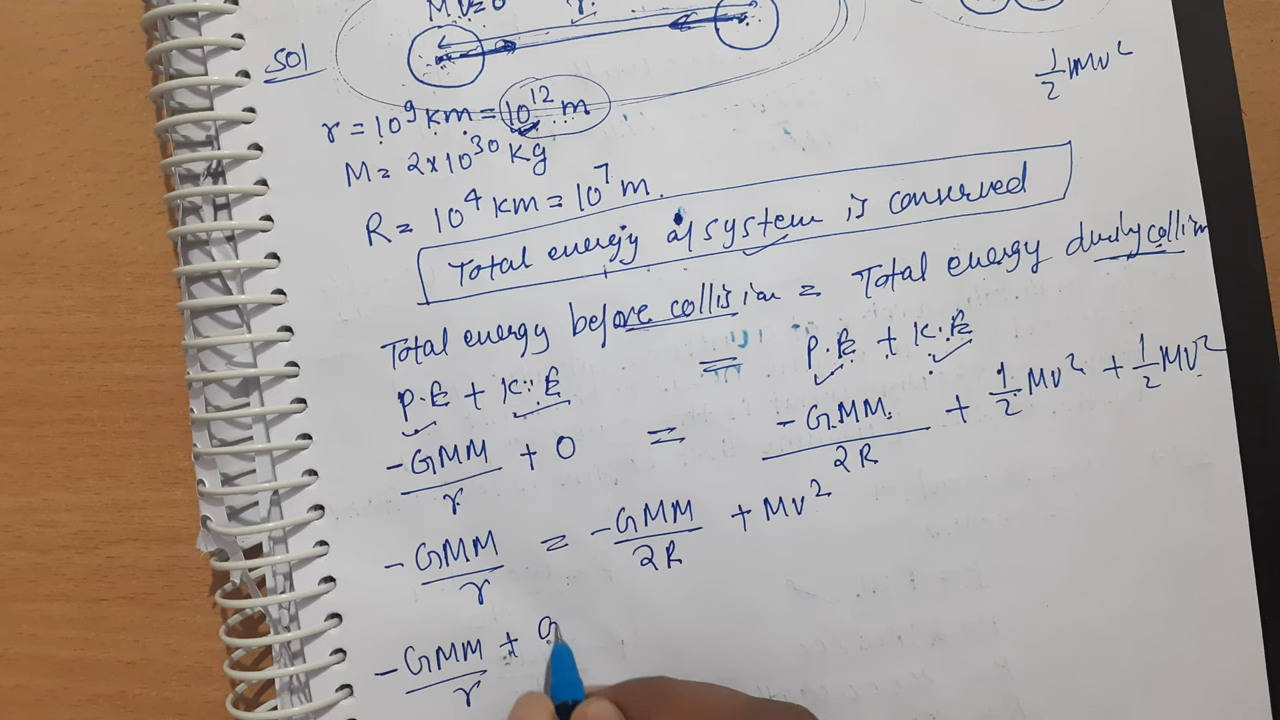 M V=0 r
Sol
1/2 mv²
r = 10⁹ km = 10¹² m
M = 2×10³⁰ kg
R = 10⁴ km = 10⁷ m.
Total energy of system is conserved
Total energy before collision = Total energy during collision
P.E + K.E = P.E + K.E
-GMM/r + 0 = -GMM/2R + 1/2 MV² + 1/2 MV²
-GMM/r = -GMM/2R + MV²
-GMM/r + G